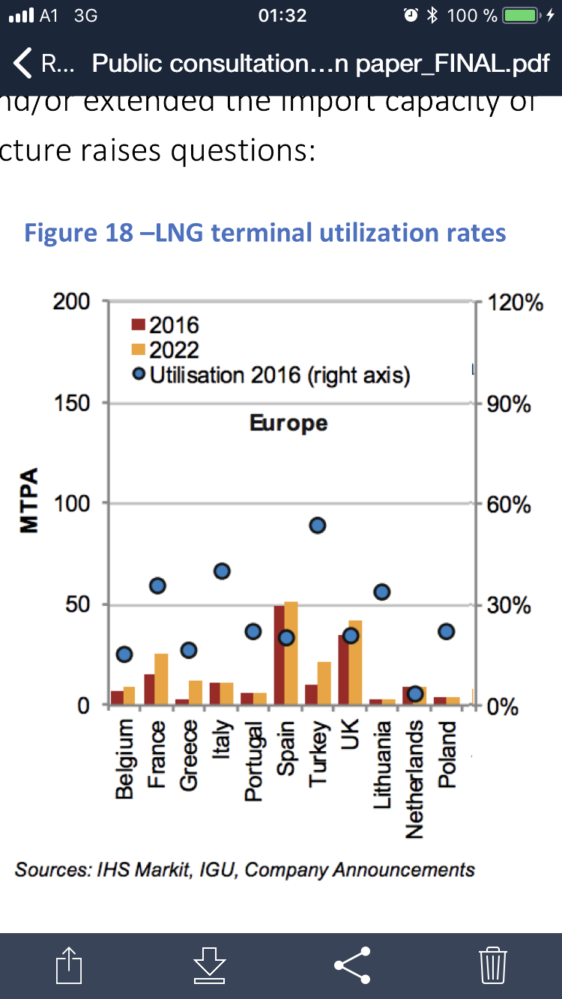 A1 3G 01:32 100 %
R... Public consultation...n paper_FINAL.pdf
nd/or extended the import capacity of
cture raises questions:
Figure 18 –LNG terminal utilization rates
200 120%
2016
2022
Utilisation 2016 (right axis)
150 90%
Europe
MTPA
100 60%
50 30%
0 0%
Belgium
France
Greece
Italy
Portugal
Spain
Turkey
UK
Lithuania
Netherlands
Poland
Sources: IHS Markit, IGU, Company Announcements